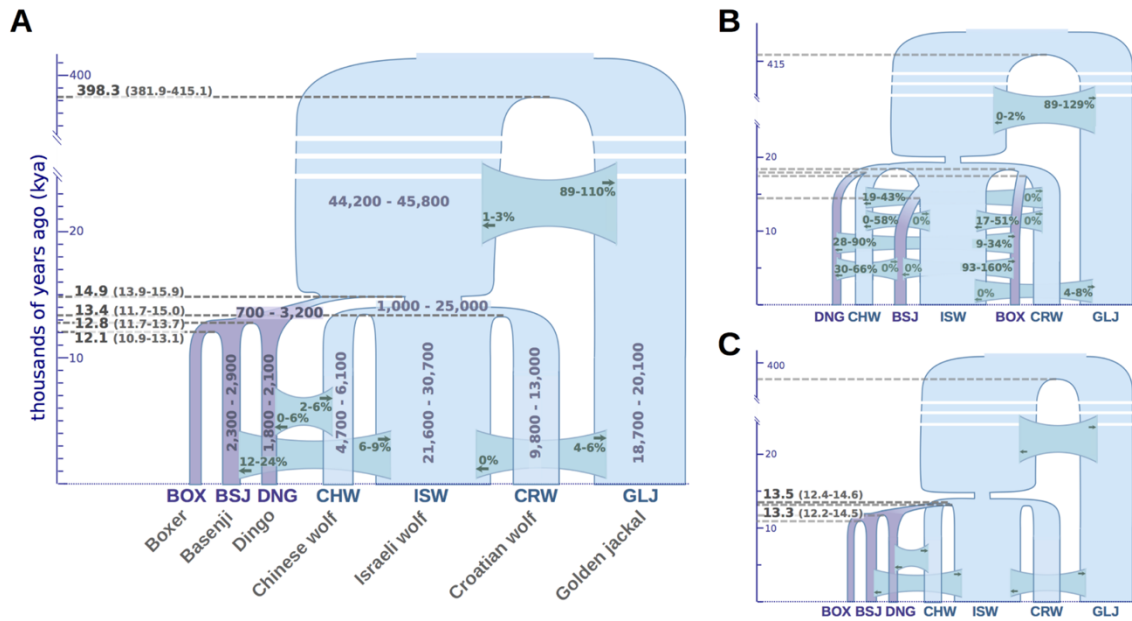 A
thousands of years ago (kya)
400
398.3 (381.9-415.1)
20
14.9 (13.9-15.9)
13.4 (11.7-15.0)
12.8 (11.7-13.7)
12.1 (10.9-13.1)
10
44,200 - 45,800
89-110%
1-3%
1,000 - 25,000
700 - 3,200
2,300 - 2,900
1,800 - 2,100
4,700 - 6,100
21,600 - 30,700
9,800 - 13,000
18,700 - 20,100
2-6%
0-6%
6-9%
12-24%
0%
4-6%
BOX BSJ DNG CHW ISW CRW GLJ
Boxer
Basenji
Dingo
Chinese wolf
Israeli wolf
Croatian wolf
Golden jackal
B
415
20
10
89-129%
0-2%
19-43%
0%
0-58%
0%
17-51%
0%
28-90%
9-34%
30-66%
0%
0%
93-160%
0%
4-8%
DNG CHW BSJ ISW BOX CRW GLJ
C
400
20
13.5 (12.4-14.6)
13.3 (12.2-14.5)
10
BOX BSJ DNG CHW ISW CRW GLJ